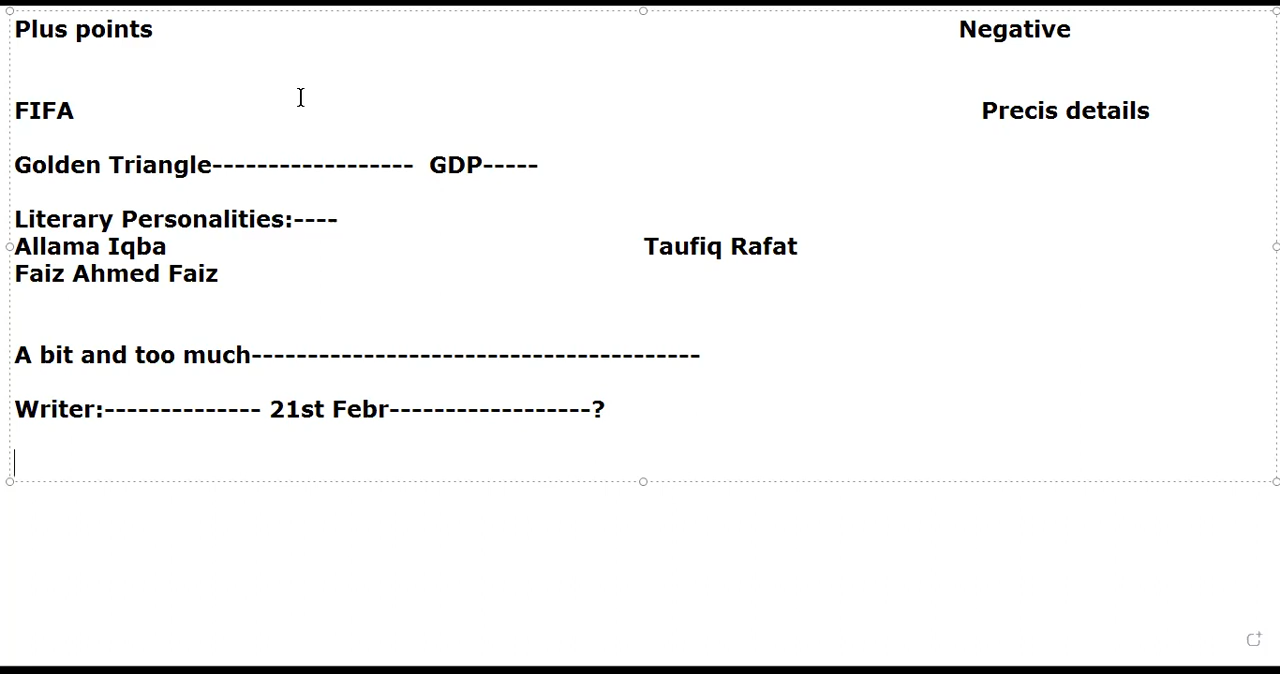 Plus points Negative
FIFA Precis details
Golden Triangle------------------ GDP-----
Literary Personalities:----
Allama Iqba Taufiq Rafat
Faiz Ahmed Faiz
A bit and too much----------------------------------------
Writer:-------------- 21st Febr------------------?